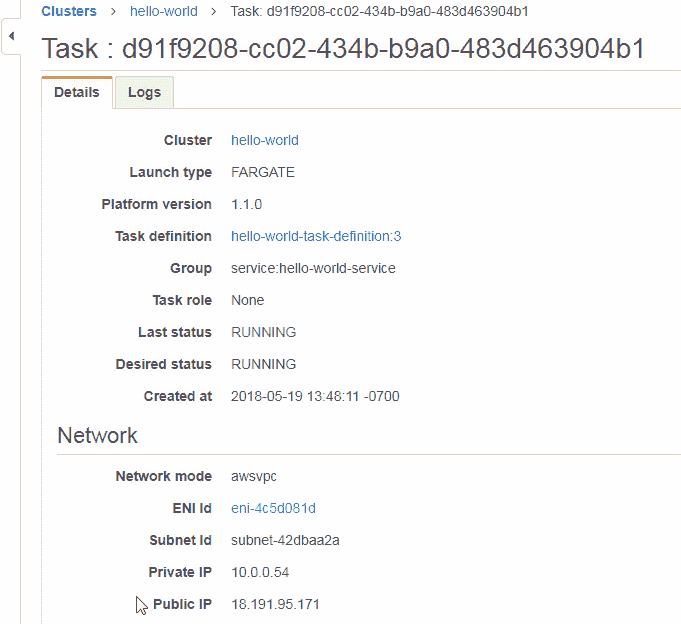 Clusters > hello-world > Task: d91f9208-cc02-434b-b9a0-483d463904b1
Task : d91f9208-cc02-434b-b9a0-483d463904b1
Details Logs
Cluster hello-world
Launch type FARGATE
Platform version 1.1.0
Task definition hello-world-task-definition:3
Group service:hello-world-service
Task role None
Last status RUNNING
Desired status RUNNING
Created at 2018-05-19 13:48:11 -0700
Network
Network mode awsvpc
ENI Id eni-4c5d081d
Subnet Id subnet-42dbaa2a
Private IP 10.0.0.54
Public IP 18.191.95.171